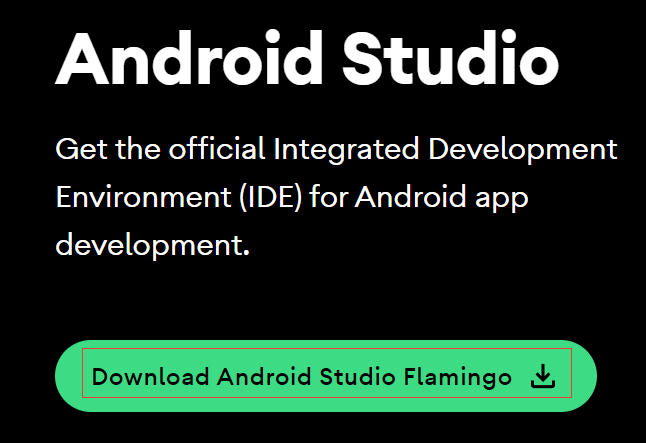 Android Studio
Get the official Integrated Development
Environment (IDE) for Android app
development.
Download Android Studio Flamingo